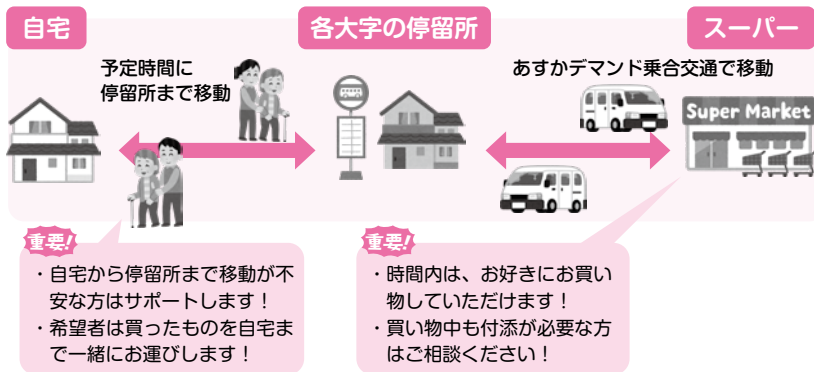 自宅
各大字の停留所
スーパー
予定時間に
停留所まで移動
あすかデマンド乗合交通で移動
Super Market
重要!
・自宅から停留所まで移動が不
安な方はサポートします！
・希望者は買ったものを自宅ま
で一緒にお運びします！
重要!
・時間内は、お好きにお買い
物していただけます！
・買い物中も付添が必要な方
はご相談ください！